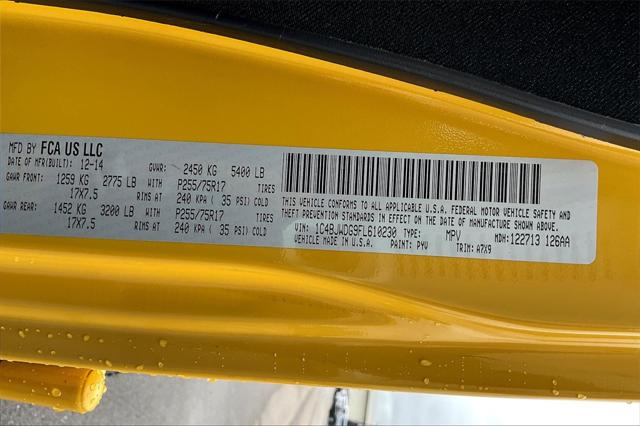 MFD BY FCA US LLC
DATE OF MFR(BUILT): 12-14 GVWR: 2450 KG 5400 LB
GAWR FRONT: 1259 KG 2775 LB WITH P255/75R17 TIRES
17X7.5 RIMS AT 240 KPA ( 35 PSI) COLD
GAWR REAR: 1452 KG 3200 LB WITH P255/75R17 TIRES
17X7.5 RIMS AT 240 KPA ( 35 PSI) COLD
THIS VEHICLE CONFORMS TO ALL APPLICABLE U.S.A. FEDERAL MOTOR VEHICLE SAFETY AND
THEFT PREVENTION STANDARDS IN EFFECT ON THE DATE OF MANUFACTURE SHOWN ABOVE.
VIN: 1C4BJWDG9FL610230 TYPE: MPV MDH: 122713 126AA
VEHICLE MADE IN U.S.A. PAINT: PYV TRIM: A7X9